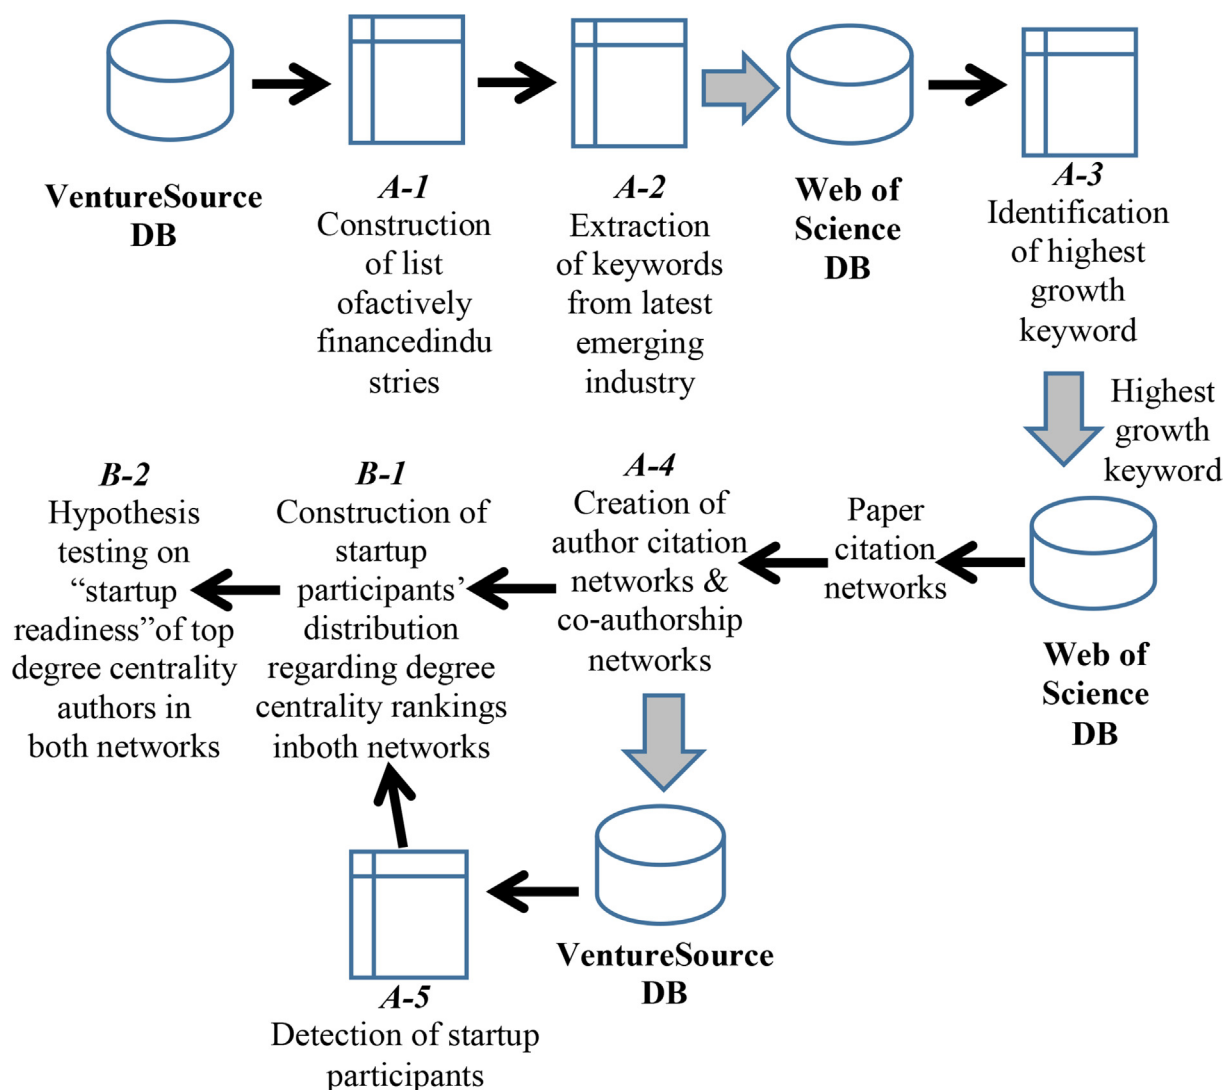 VentureSource
DB
A-1
Construction
of list
ofactively
financedindu
stries
A-2
Extraction
of keywords
from latest
emerging
industry
Web of
Science
DB
A-3
Identification
of highest
growth
keyword
Highest
growth
keyword
Web of
Science
DB
Paper
citation
networks
A-4
Creation of
author citation
networks &
co-authorship
networks
B-1
Construction of
startup
participants’
distribution
regarding degree
centrality rankings
inboth networks
B-2
Hypothesis
testing on
“startup
readiness”of top
degree centrality
authors in
both networks
VentureSource
DB
A-5
Detection of startup
participants